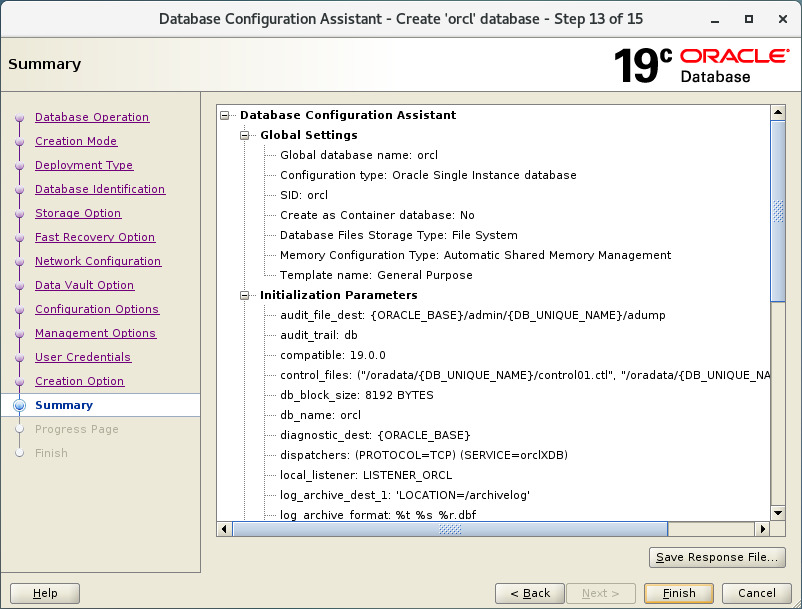 Database Configuration Assistant - Create 'orcl' database - Step 13 of 15
Summary
19c ORACLE
Database
Database Operation
Creation Mode
Deployment Type
Database Identification
Storage Option
Fast Recovery Option
Network Configuration
Data Vault Option
Configuration Options
Management Options
User Credentials
Creation Option
Summary
Progress Page
Finish
Database Configuration Assistant
Global Settings
Global database name: orcl
Configuration type: Oracle Single Instance database
SID: orcl
Create as Container database: No
Database Files Storage Type: File System
Memory Configuration Type: Automatic Shared Memory Management
Template name: General Purpose
Initialization Parameters
audit_file_dest: {ORACLE_BASE}/admin/{DB_UNIQUE_NAME}/adump
audit_trail: db
compatible: 19.0.0
control_files: ("/oradata/{DB_UNIQUE_NAME}/control01.ctl", "/oradata/{DB_UNIQUE_NA
db_block_size: 8192 BYTES
db_name: orcl
diagnostic_dest: {ORACLE_BASE}
dispatchers: (PROTOCOL=TCP) (SERVICE=orclXDB)
local_listener: LISTENER_ORCL
log_archive_dest_1: 'LOCATION=/archivelog'
log_archive_format: %t_%s_%r.dbf
Save Response File...
Help
< Back
Next >
Finish
Cancel